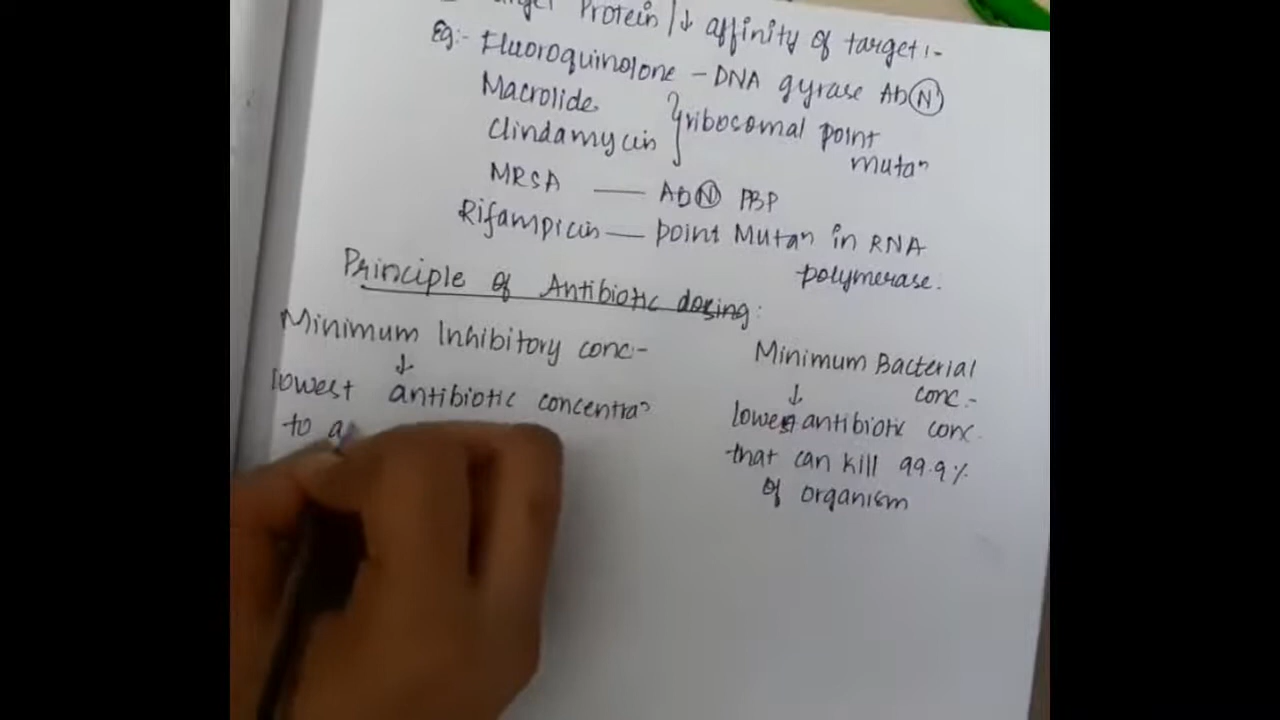 Protein / ↓ affinity of target :-
Eg:- Fluoroquinolone - DNA gyrase Ab(N)
Macrolide } ribosomal point
Clindamycin mutaⁿ
MRSA — Ab(N) PBP
Rifampicin — point Mutaⁿ in RNA
polymerase.
Principle of Antibiotic dosing:
Minimum Inhibitory conc:-
↓
lowest antibiotic concentraⁿ
to
Minimum Bacterial
conc.-
↓
lowest antibiotic conc.
that can kill 99.9%
of organism